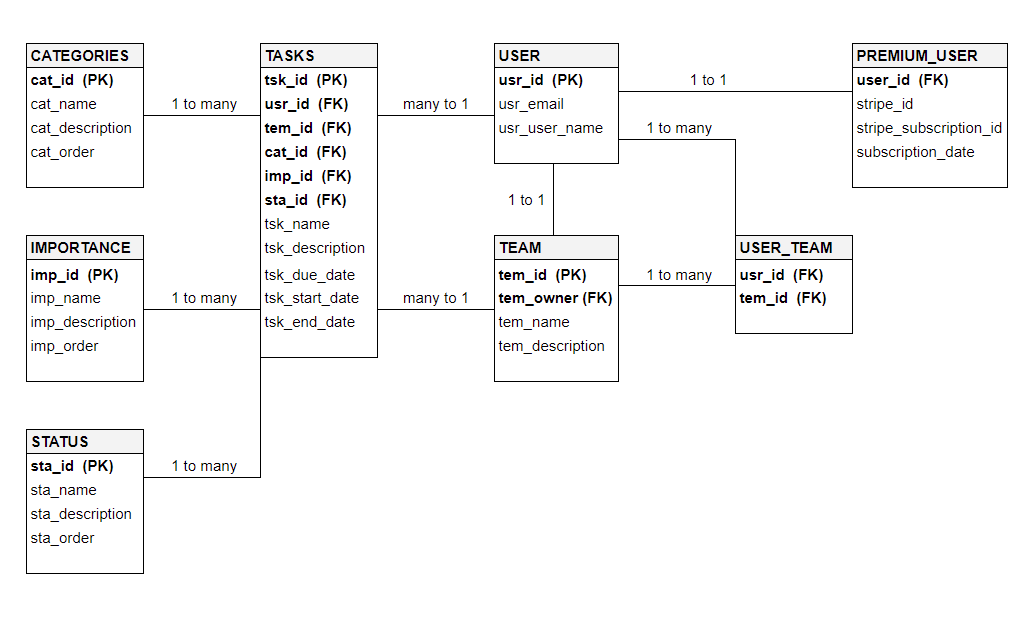 CATEGORIES
cat_id (PK)
cat_name
cat_description
cat_order
1 to many
TASKS
tsk_id (PK)
usr_id (FK)
tem_id (FK)
cat_id (FK)
imp_id (FK)
sta_id (FK)
tsk_name
tsk_description
tsk_due_date
tsk_start_date
tsk_end_date
many to 1
USER
usr_id (PK)
usr_email
usr_user_name
1 to 1
PREMIUM_USER
user_id (FK)
stripe_id
stripe_subscription_id
subscription_date
1 to many
1 to 1
IMPORTANCE
imp_id (PK)
imp_name
imp_description
imp_order
1 to many
many to 1
TEAM
tem_id (PK)
tem_owner (FK)
tem_name
tem_description
1 to many
USER_TEAM
usr_id (FK)
tem_id (FK)
STATUS
sta_id (PK)
sta_name
sta_description
sta_order
1 to many